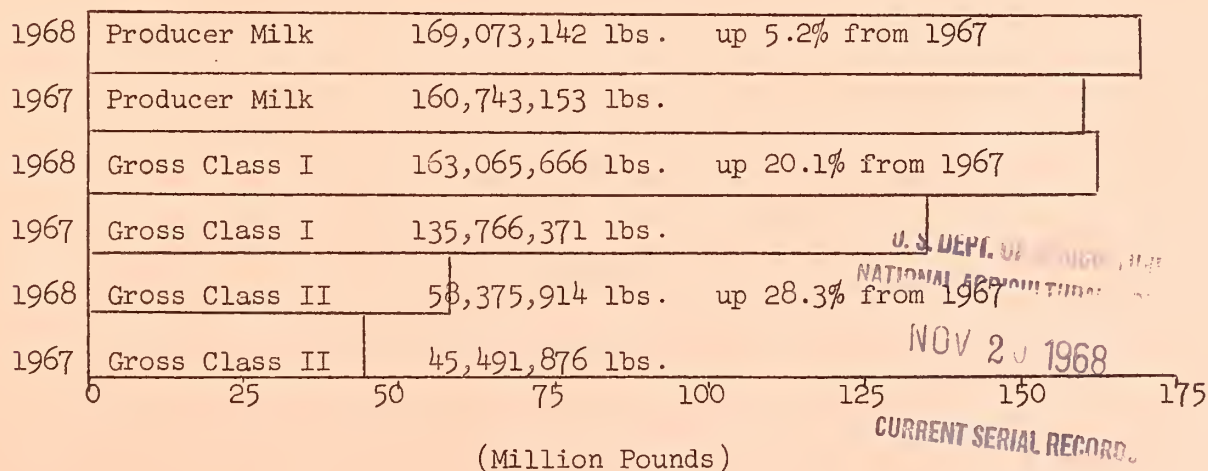 1968 Producer Milk 169,073,142 lbs. up 5.2% from 1967
1967 Producer Milk 160,743,153 lbs.
1968 Gross Class I 163,065,666 lbs. up 20.1% from 1967
1967 Gross Class I 135,766,371 lbs.
U. S. DEPT. OF
NATIONAL AGRICULTURAL
1968 Gross Class II 58,375,914 lbs. up 28.3% from 1967
NOV 2 1968
1967 Gross Class II 45,491,876 lbs.
0 25 50 75 100 125 150 175
CURRENT SERIAL RECORDS
(Million Pounds)